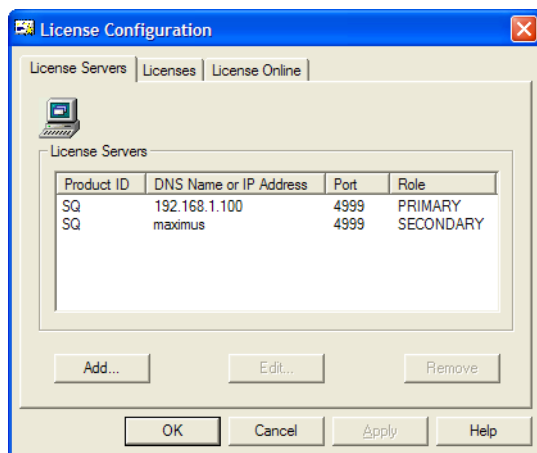 License Configuration
License Servers Licenses License Online
License Servers
Product ID DNS Name or IP Address Port Role
SQ 192.168.1.100 4999 PRIMARY
SQ maximus 4999 SECONDARY
Add... Edit... Remove
OK Cancel Apply Help